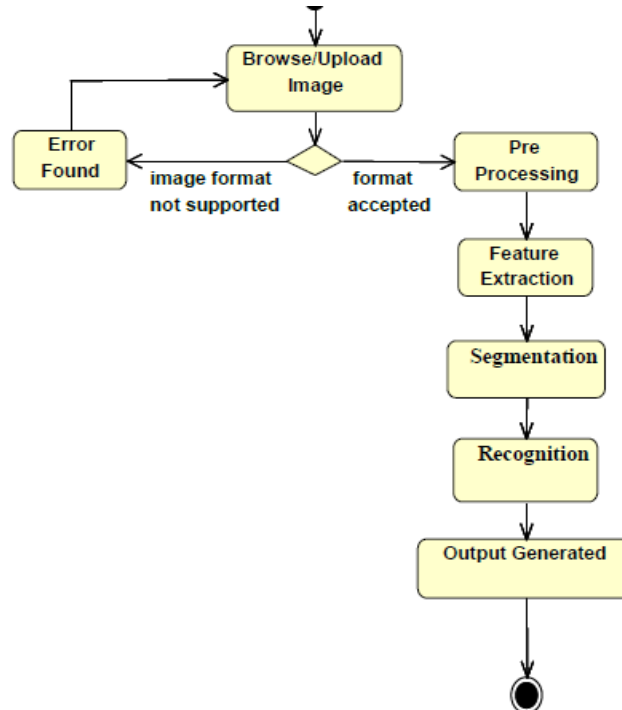 Browse/Upload
Image
Error
Found
image format
not supported
format
accepted
Pre
Processing
Feature
Extraction
Segmentation
Recognition
Output Generated